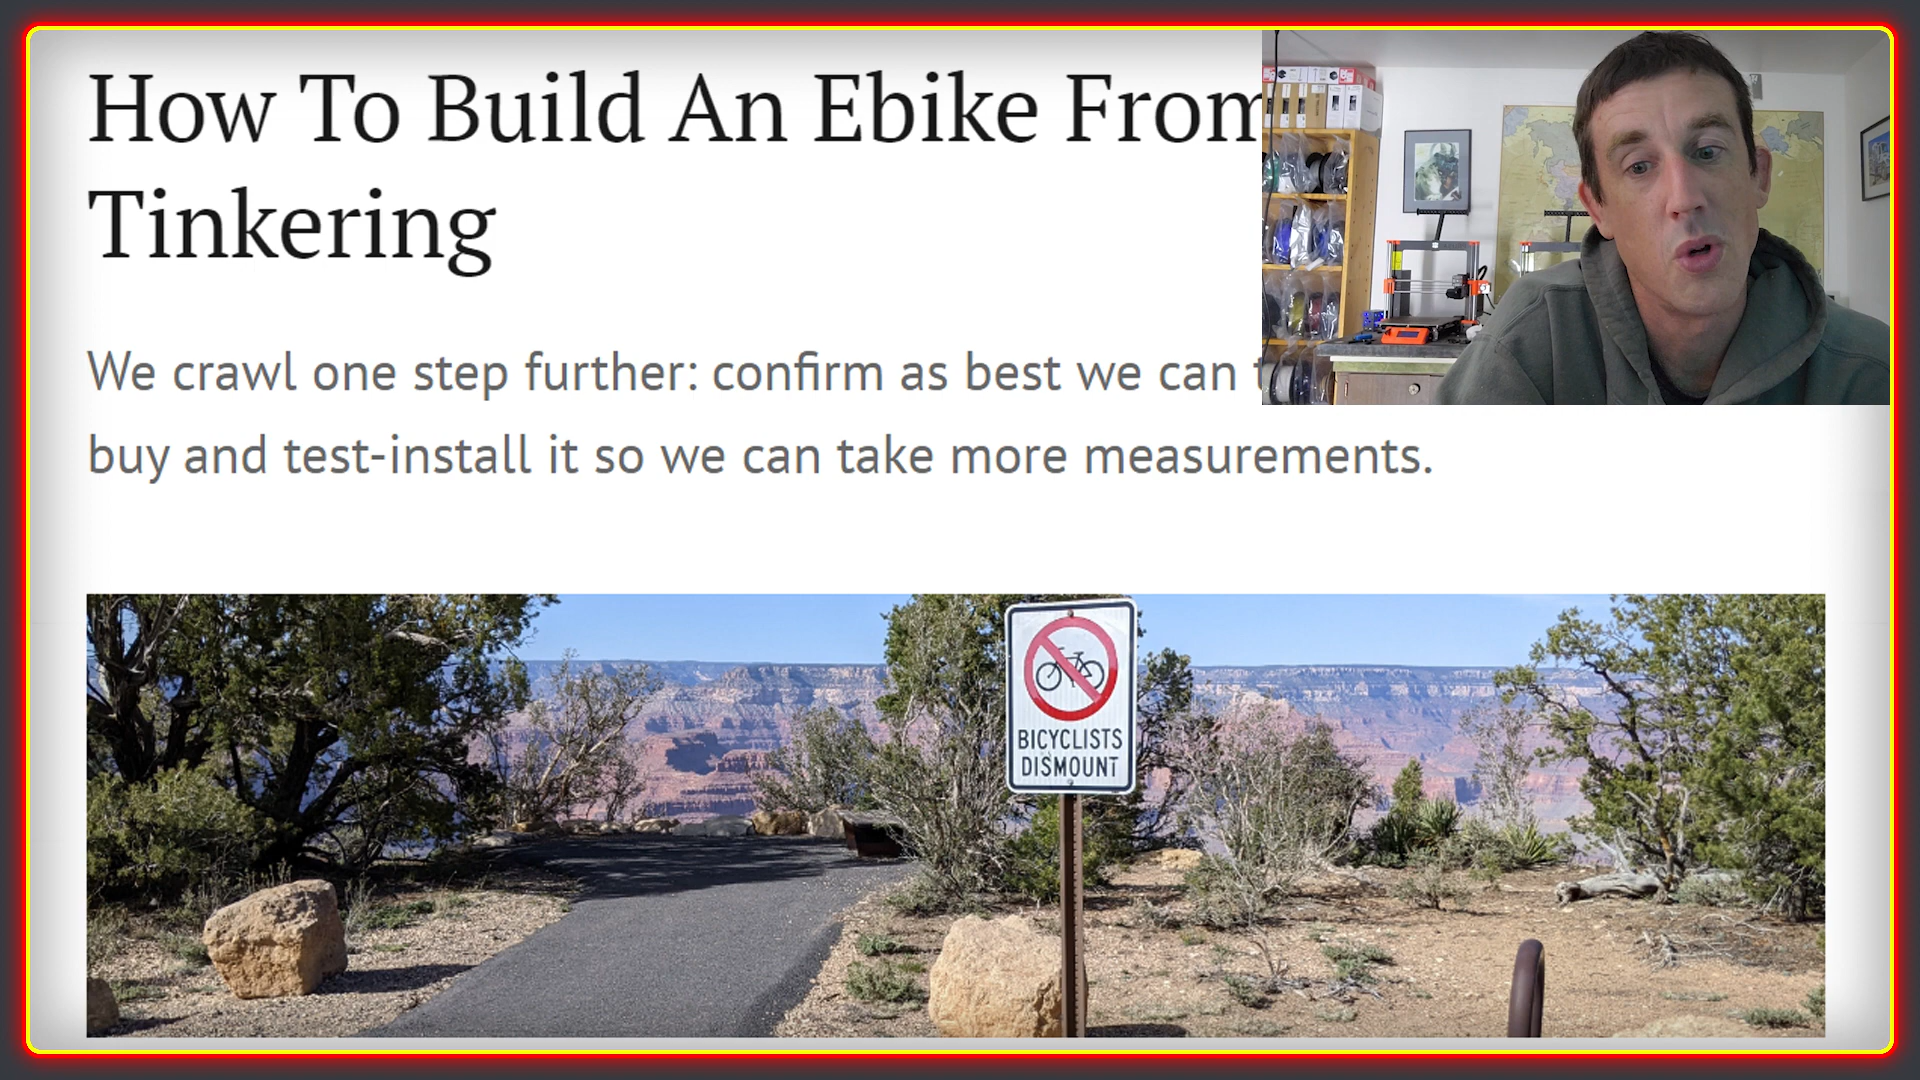 How To Build An Ebike From
Tinkering
We crawl one step further: confirm as best we can
buy and test-install it so we can take more measurements.
BICYCLISTS
DISMOUNT